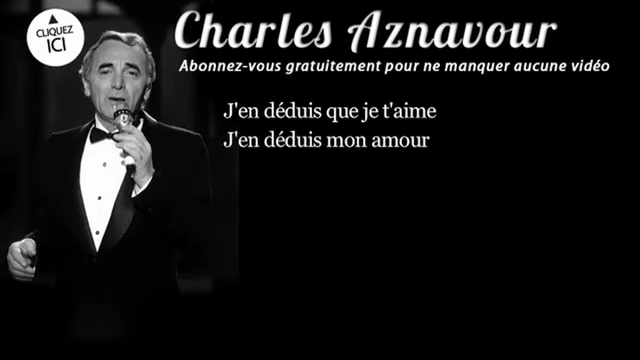 CLIQUEZ
ICI
Charles Aznavour
Abonnez-vous gratuitement pour ne manquer aucune vidéo
J'en déduis que je t'aime
J'en déduis mon amour